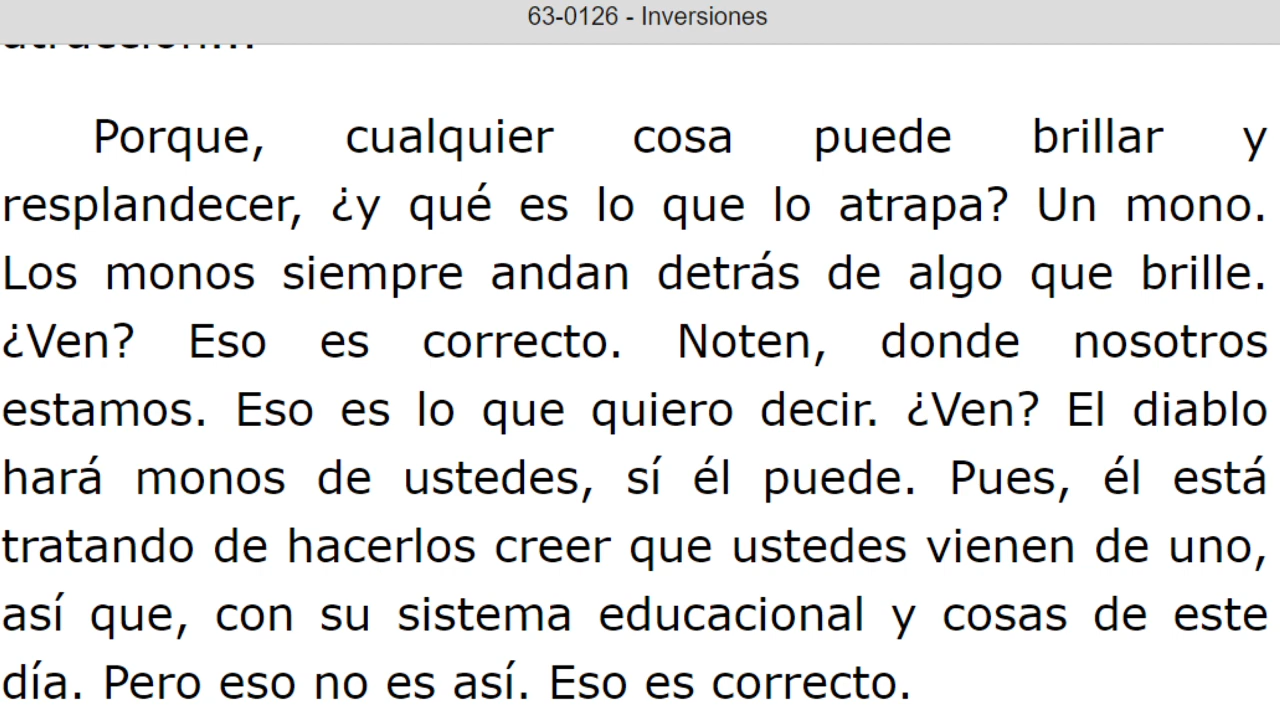 63-0126 - Inversiones
Porque, cualquier cosa puede brillar y
resplandecer, ¿y qué es lo que lo atrapa? Un mono.
Los monos siempre andan detrás de algo que brille.
¿Ven? Eso es correcto. Noten, donde nosotros
estamos. Eso es lo que quiero decir. ¿Ven? El diablo
hará monos de ustedes, sí él puede. Pues, él está
tratando de hacerlos creer que ustedes vienen de uno,
así que, con su sistema educacional y cosas de este
día. Pero eso no es así. Eso es correcto.